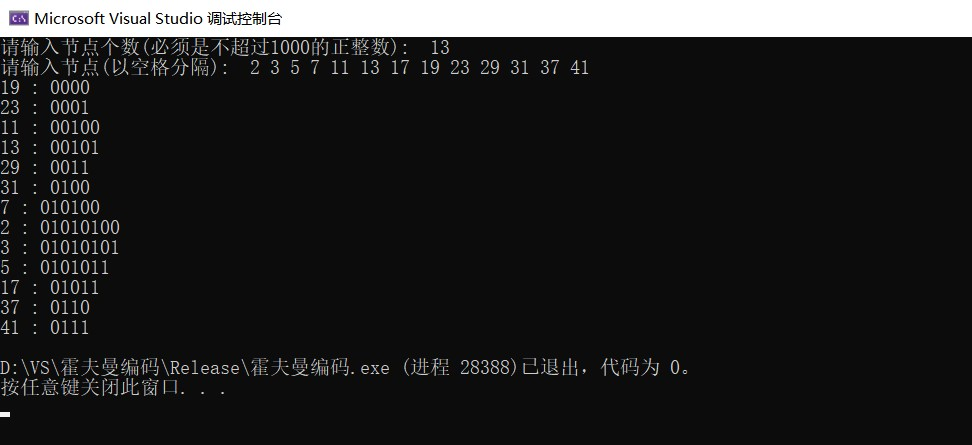 Microsoft Visual Studio 调试控制台
请输入节点个数(必须是不超过1000的正整数): 13
请输入节点(以空格分隔): 2 3 5 7 11 13 17 19 23 29 31 37 41
19 : 0000
23 : 0001
11 : 00100
13 : 00101
29 : 0011
31 : 0100
7 : 010100
2 : 01010100
3 : 01010101
5 : 0101011
17 : 01011
37 : 0110
41 : 0111
D:\VS\霍夫曼编码\Release\霍夫曼编码.exe (进程 28388)已退出，代码为 0。
按任意键关闭此窗口. . .